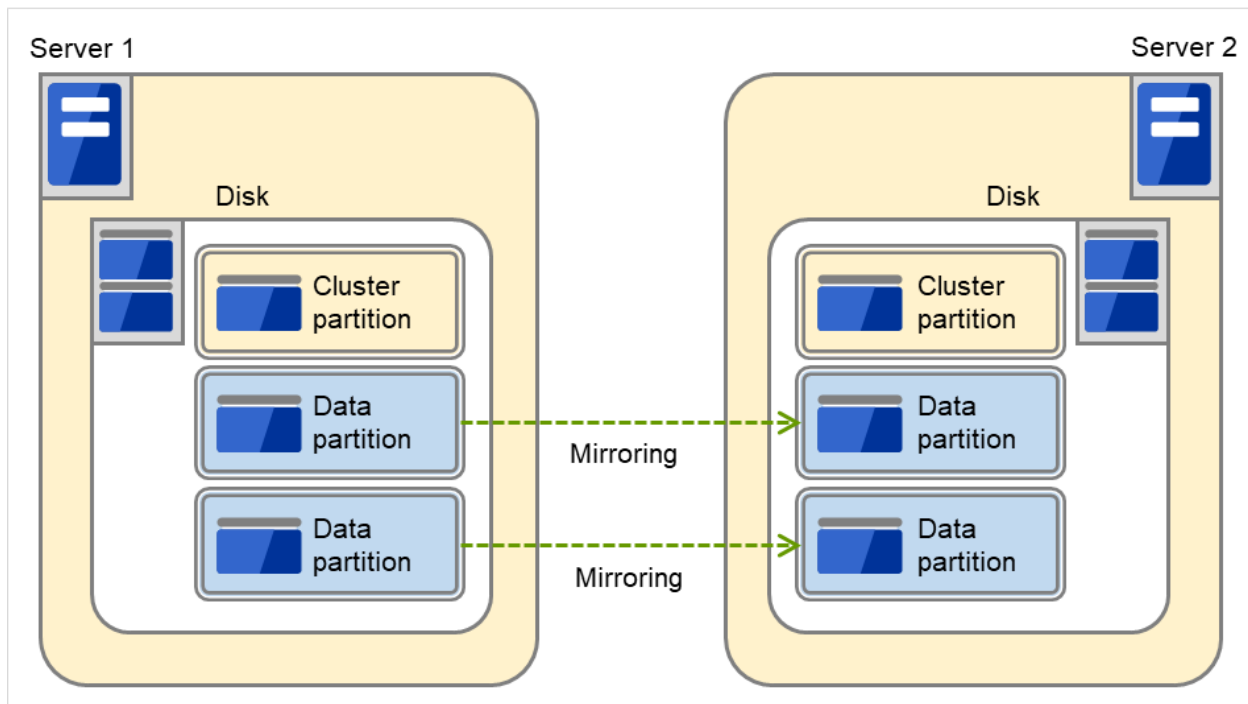 Server 1
Server 2
Disk
Disk
Cluster
partition
Cluster
partition
Data
partition
Data
partition
Mirroring
Data
partition
Data
partition
Mirroring